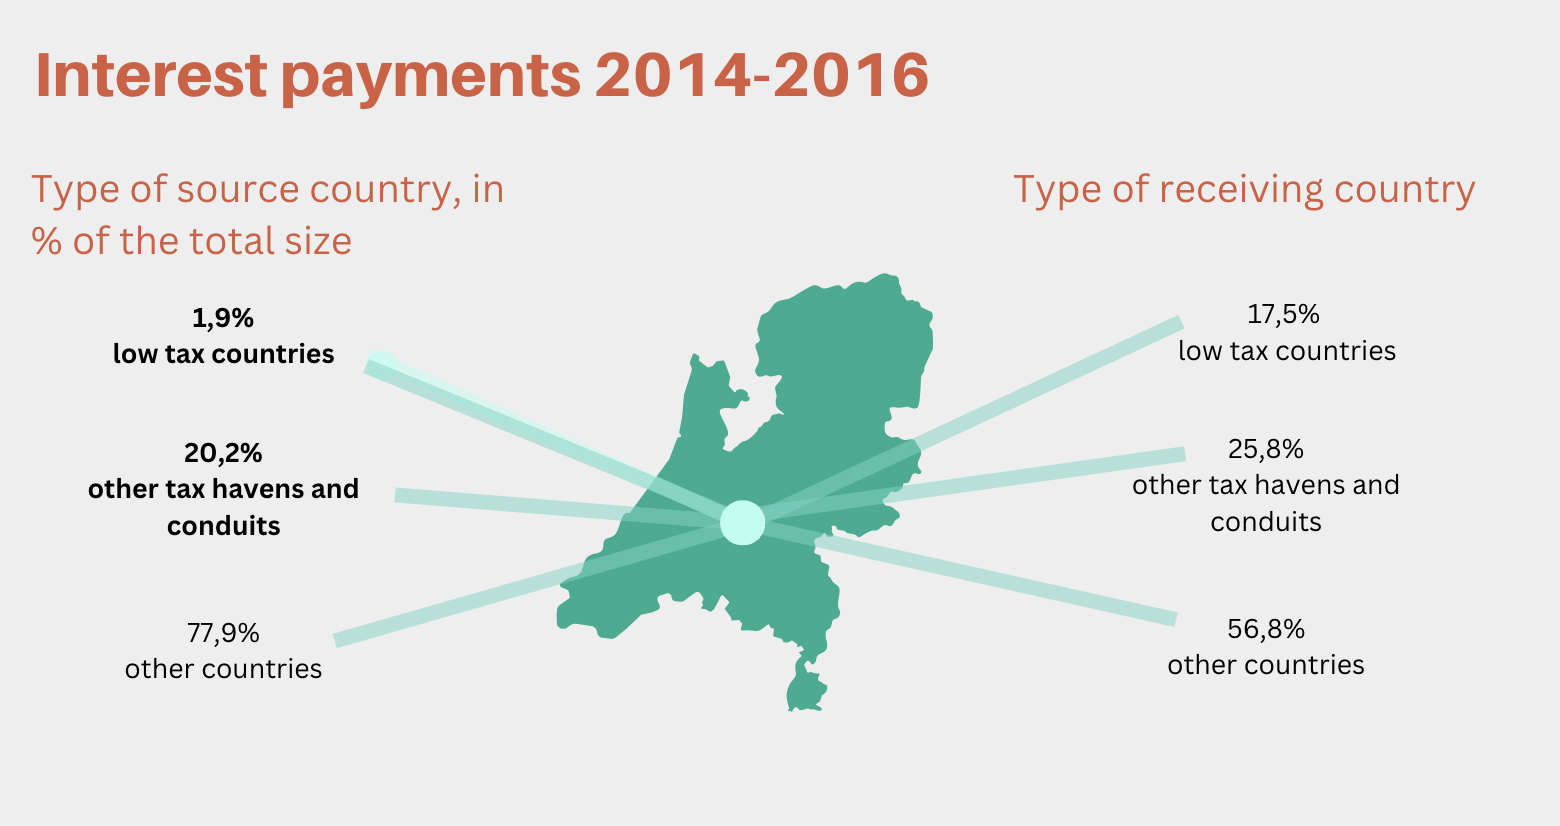 Interest payments 2014-2016
Type of source country, in
% of the total size
1,9%
low tax countries
20,2%
other tax havens and
conduits
77,9%
other countries
Type of receiving country
17,5%
low tax countries
25,8%
other tax havens and
conduits
56,8%
other countries